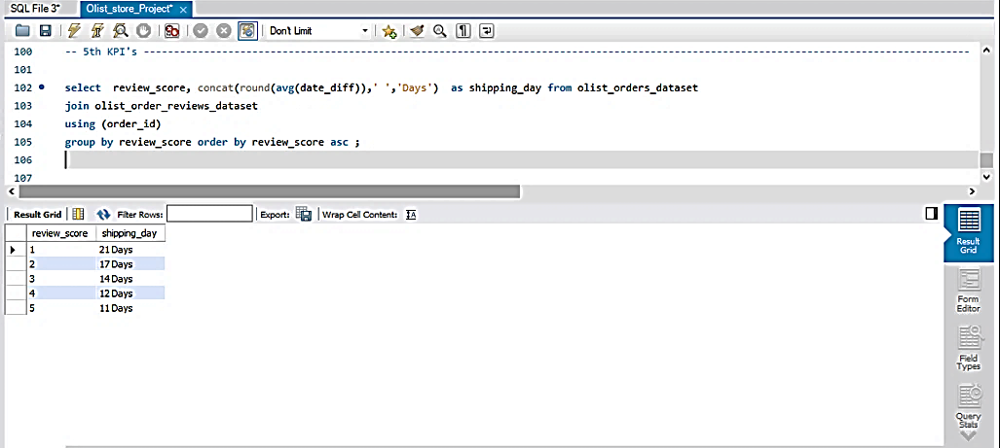 SQL File 3* Olist_store_Project* ×
Don't Limit
100 -- 5th KPI's ------------------------------------------------------------------------------------------------------------------------
101
102 select  review_score, concat(round(avg(date_diff)),' ','Days')  as shipping_day from olist_orders_dataset
103 join olist_order_reviews_dataset
104 using (order_id)
105 group by review_score order by review_score asc ;
106
107
Result Grid Filter Rows: Export: Wrap Cell Content: IA
review_score shipping_day
1 21 Days
2 17 Days
3 14 Days
4 12 Days
5 11 Days
Result
Grid
Form
Editor
Field
Types
Query
Stats